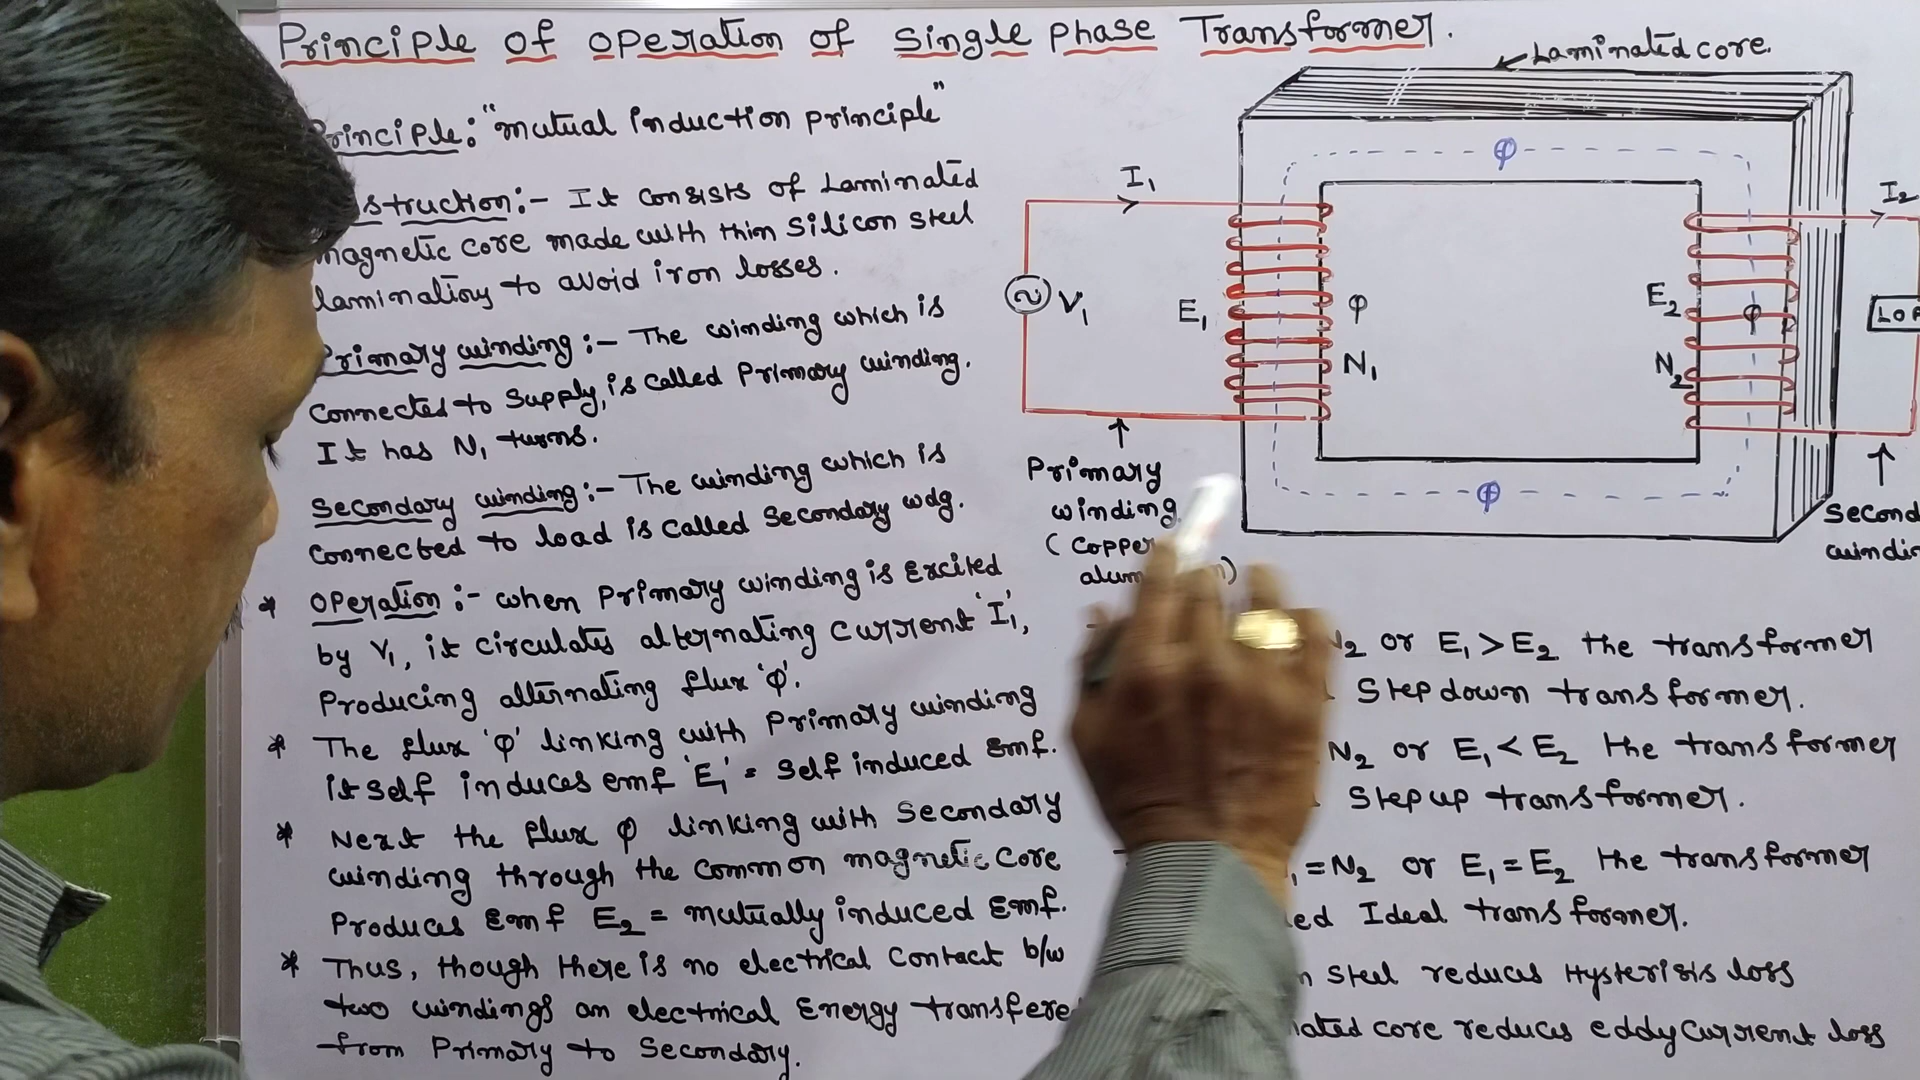 Principle of operation of single phase Transformer.
Principle: "mutual induction principle"
struction:- It consists of Laminated
magnetic core made with thin silicon steel
laminations to avoid iron losses.
Primary winding:- The winding which is
connected to supply, is called Primary winding.
It has N1 turns.
Secondary winding:- The winding which is
connected to load is called Secondary wdg.
* Operation:- when Primary winding is Excited
by V1, it circulates alternating current 'I1',
Producing alternating flux 'φ'.
* The flux 'φ' linking with Primary winding
itself induces emf 'E1' = self induced Emf.
* Next the flux φ linking with Secondary
winding through the common magnetic core
Produces Emf E2 = mutually induced Emf.
* Thus, though there is no electrical contact b/w
two windings an electrical Energy transfere
from Primary to Secondary.
Laminated core.
φ
I1
I2
V1
E1
φ
N1
E2
N2
φ
φ
Primary
winding
(Copper
Second
windin
N2 or E1 > E2 the transformer
Step down transformer.
N2 or E1 < E2 the transformer
Step up transformer.
1 = N2 or E1 = E2 the transformer
ed Ideal transformer.
n steel reduces Hysterisis loss
nated core reduces eddy current loss